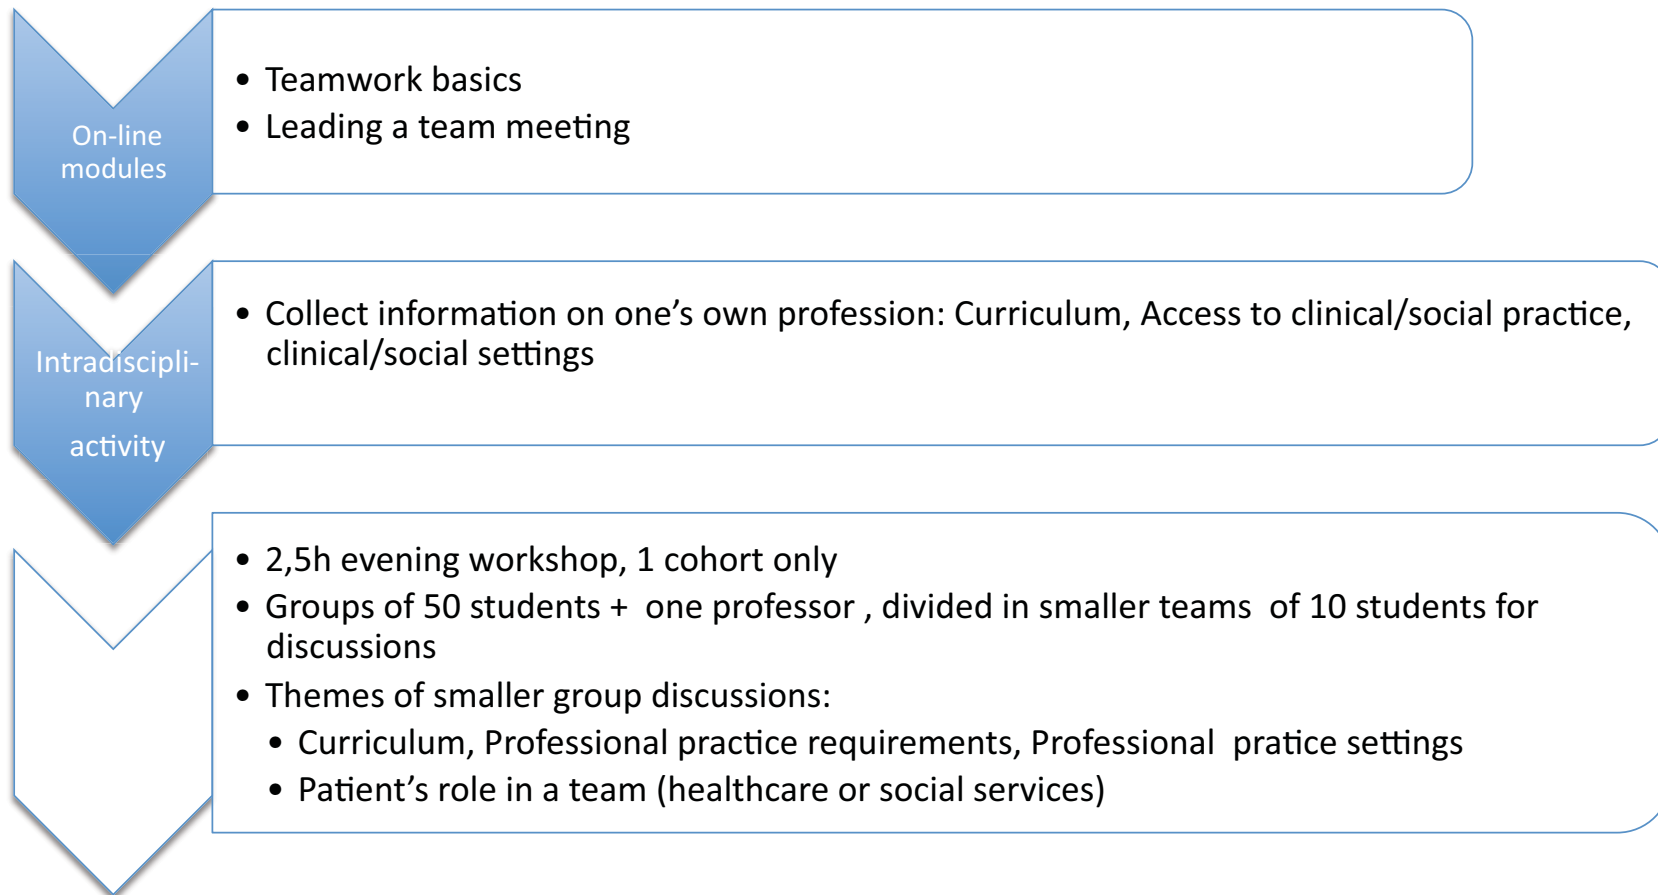 On-line
modules
• Teamwork basics
• Leading a team meeting
Intradiscipli-
nary
activity
• Collect information on one’s own profession: Curriculum, Access to clinical/social practice,
clinical/social settings
• 2,5h evening workshop, 1 cohort only
• Groups of 50 students + one professor , divided in smaller teams of 10 students for
discussions
• Themes of smaller group discussions:
• Curriculum, Professional practice requirements, Professional pratice settings
• Patient’s role in a team (healthcare or social services)